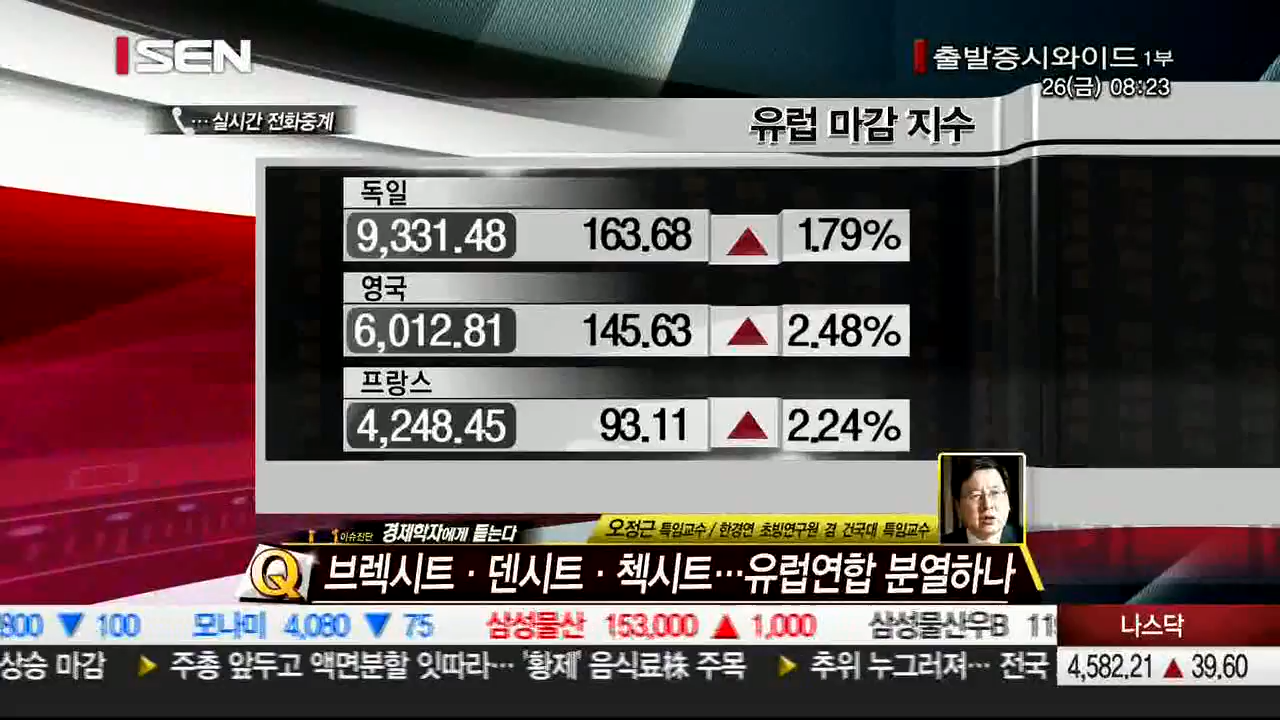 SEN
출발증시와이드 1부
26(금) 08:23
… 실시간 전화중계
유럽 마감 지수
독일
9,331.48 163.68 ▲ 1.79%
영국
6,012.81 145.63 ▲ 2.48%
프랑스
4,248.45 93.11 ▲ 2.24%
이슈진단 경제학자에게 듣는다
오정근 특임교수 / 한경연 초빙연구원 겸 건국대 특임교수
Q 브렉시트 · 덴시트 · 첵시트…유럽연합 분열하나
800 ▼ 100 모나미 4,080 ▼ 75 삼성물산 153,000 ▲ 1,000 삼성물산우B 11
나스닥
상승 마감 ▶ 주총 앞두고 액면분할 잇따라… '황제' 음식료株 주목 ▶ 추위 누그러져… 전국
4,582.21 ▲ 39.60